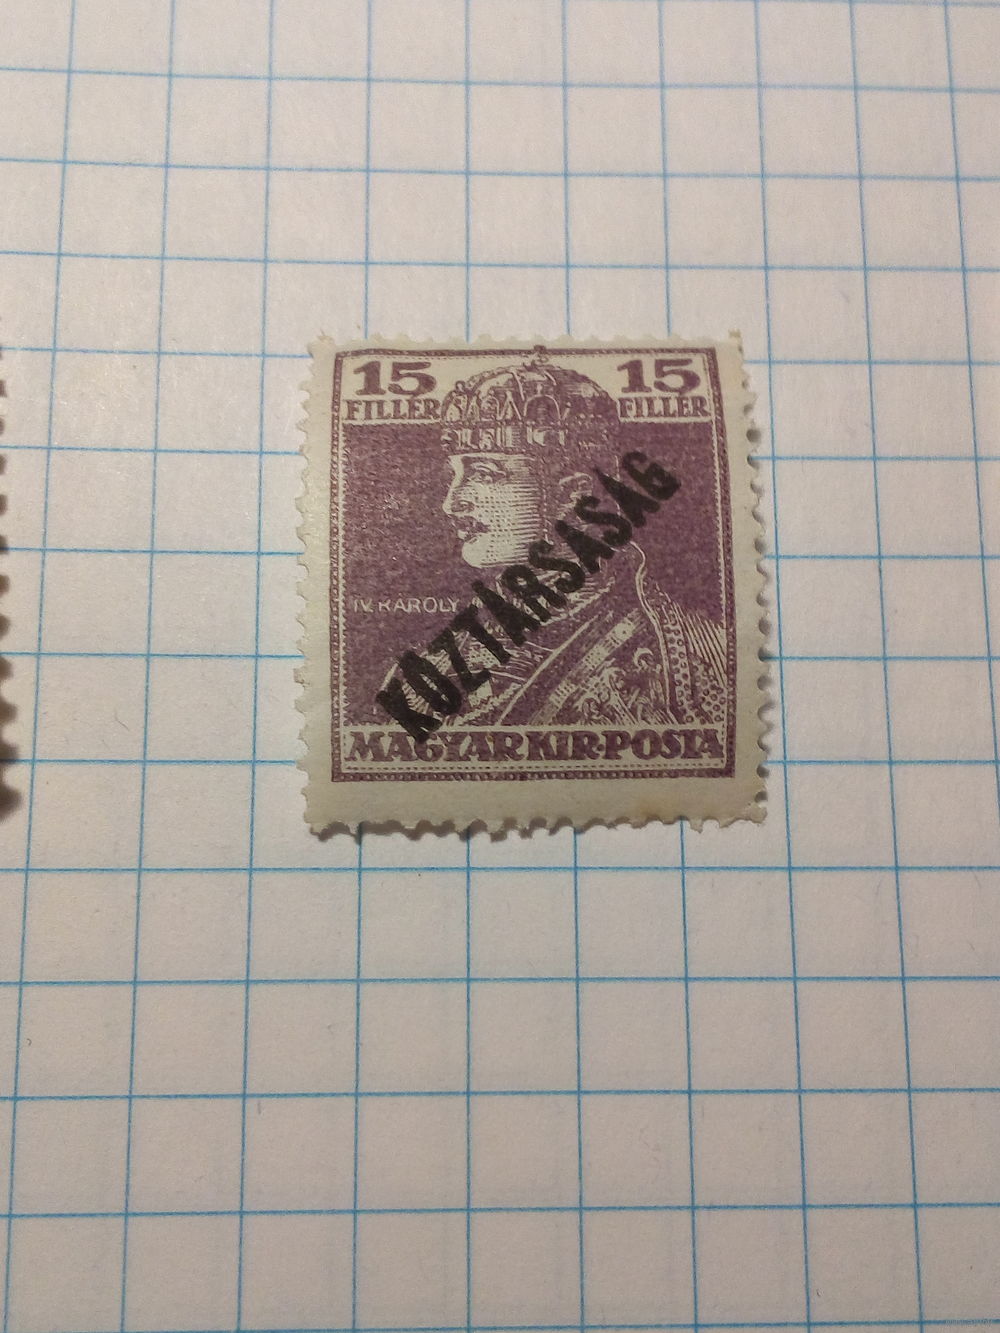 15 15
FILLER FILLER
IV. KÁROLY
KÖZTÁRSASÁG
MAGYAR KIR. POSTA